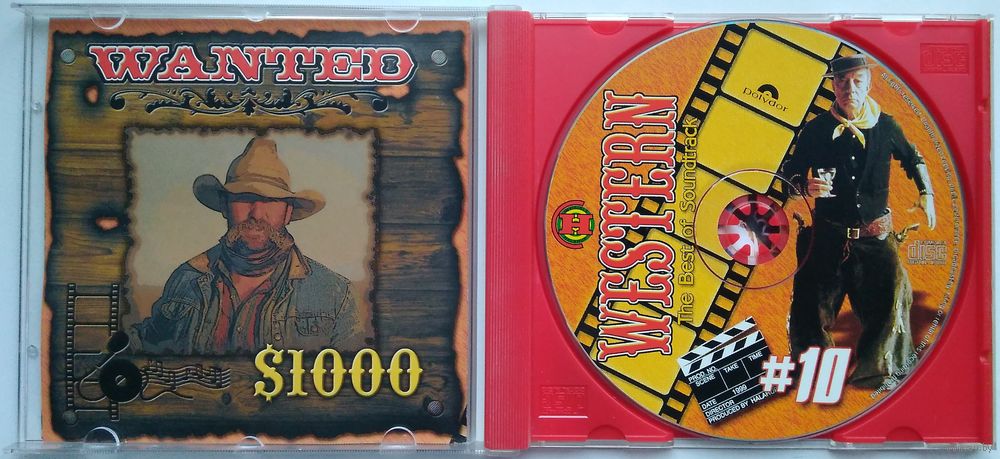 WANTED
$1000
WESTERN
The Best of Soundtrack
Polydor
H
PROD. NO.
SCENE TAKE TIME
DATE 1999
DIRECTOR
PRODUCED BY
#10
DISC